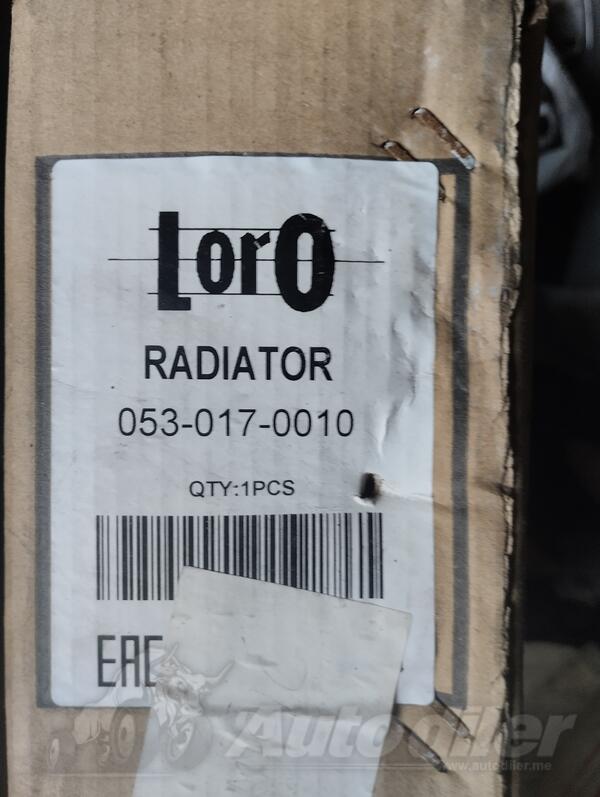 LorO
RADIATOR
053-017-0010
QTY:1PCS
EAC
Autodiler
www.autodiler.me